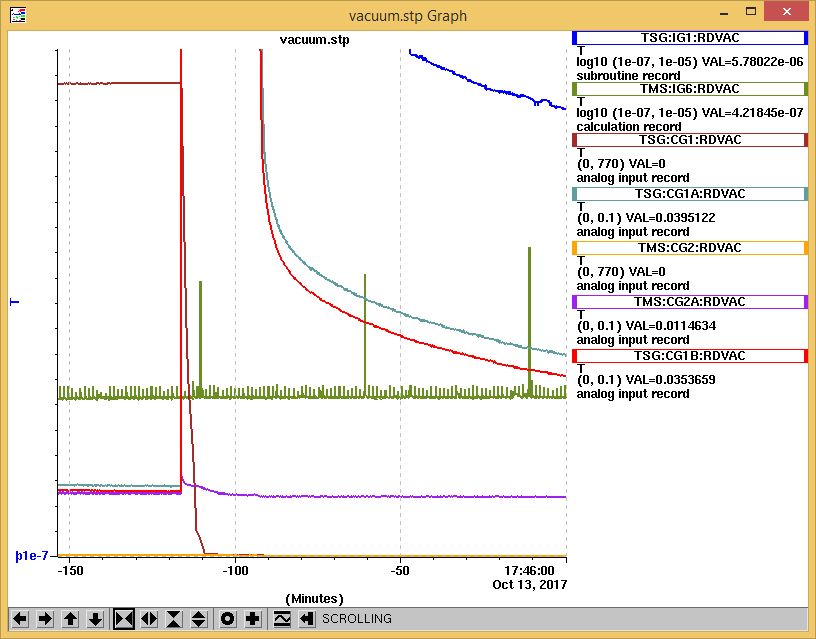 vacuum.stp Graph
vacuum.stp
T
1e-7
-150
-100
-50
17:46:00
Oct 13, 2017
(Minutes)
TSG:IG1:RDVAC
T
log10 (1e-07, 1e-05) VAL=5.78022e-06
subroutine record
TMS:IG6:RDVAC
T
log10 (1e-07, 1e-05) VAL=4.21845e-07
calculation record
TSG:CG1:RDVAC
T
(0, 770) VAL=0
analog input record
TSG:CG1A:RDVAC
T
(0, 0.1) VAL=0.0395122
analog input record
TMS:CG2:RDVAC
T
(0, 770) VAL=0
analog input record
TMS:CG2A:RDVAC
T
(0, 0.1) VAL=0.0114634
analog input record
TSG:CG1B:RDVAC
T
(0, 0.1) VAL=0.0353659
analog input record
SCROLLING